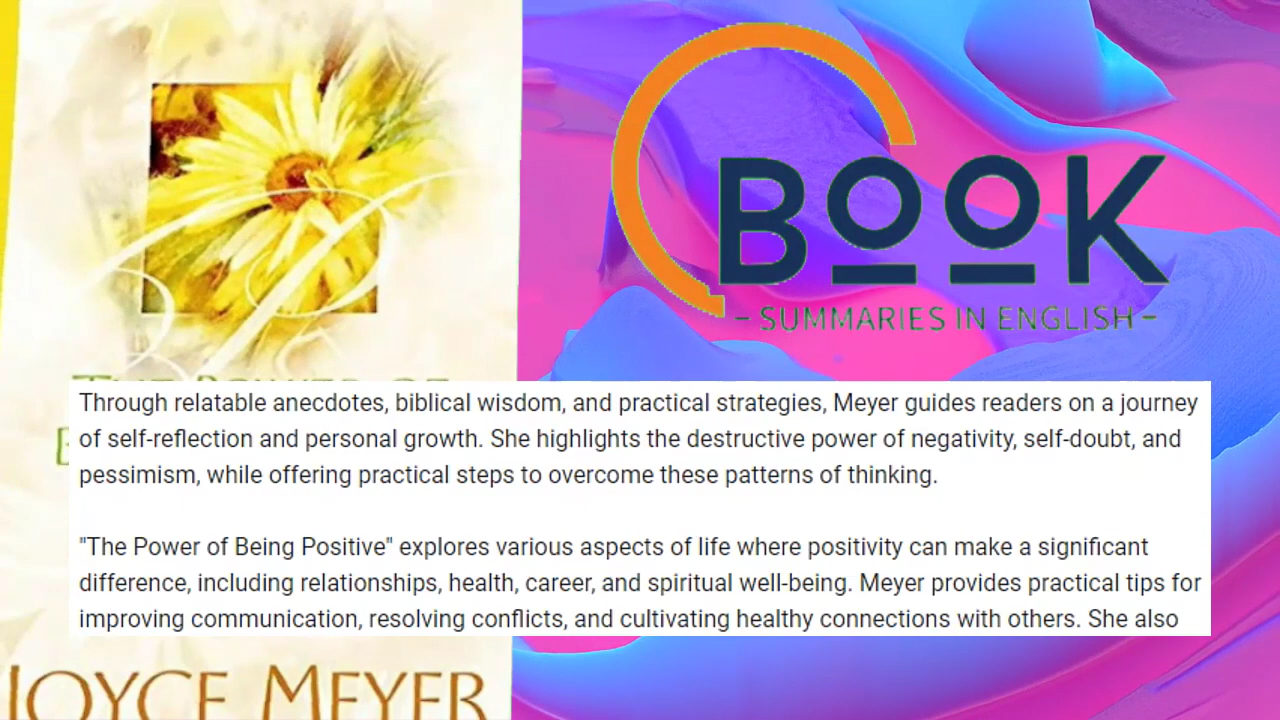 BOOK
- SUMMARIES IN ENGLISH -
THE POWER OF
Through relatable anecdotes, biblical wisdom, and practical strategies, Meyer guides readers on a journey
of self-reflection and personal growth. She highlights the destructive power of negativity, self-doubt, and
pessimism, while offering practical steps to overcome these patterns of thinking.
"The Power of Being Positive" explores various aspects of life where positivity can make a significant
difference, including relationships, health, career, and spiritual well-being. Meyer provides practical tips for
improving communication, resolving conflicts, and cultivating healthy connections with others. She also
JOYCE MEYER